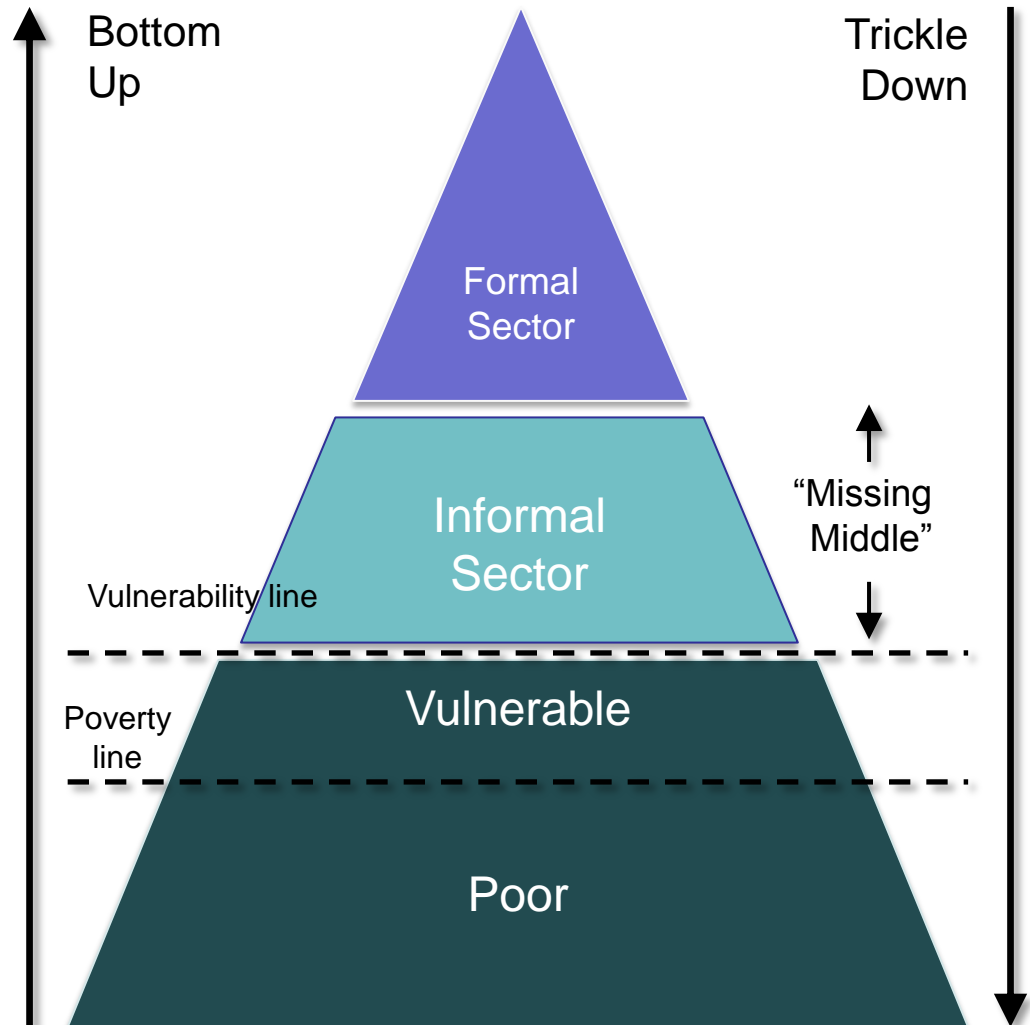 Bottom
Up
Trickle
Down
Formal
Sector
Informal
Sector
“Missing
Middle”
Vulnerability line
Vulnerable
Poverty
line
Poor